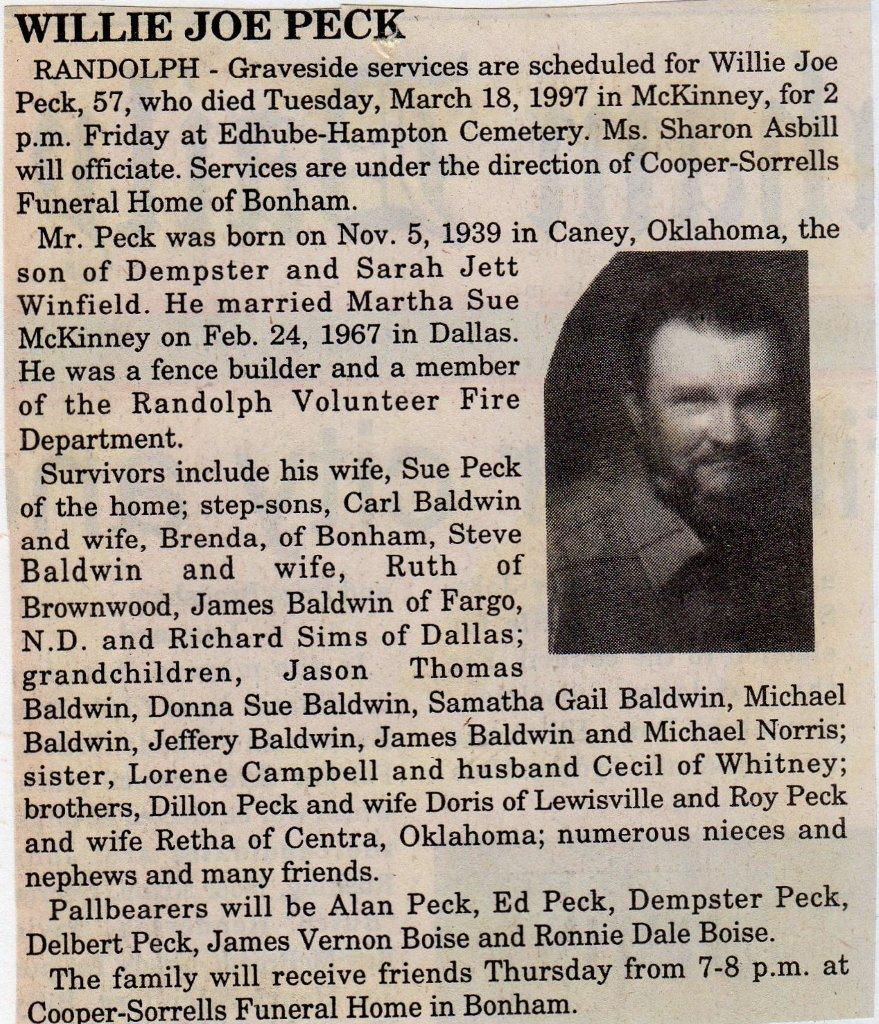 WILLIE JOE PECK
RANDOLPH - Graveside services are scheduled for Willie Joe
Peck, 57, who died Tuesday, March 18, 1997 in McKinney, for 2
p.m. Friday at Edhube-Hampton Cemetery. Ms. Sharon Asbill
will officiate. Services are under the direction of Cooper-Sorrells
Funeral Home of Bonham.
Mr. Peck was born on Nov. 5, 1939 in Caney, Oklahoma, the
son of Dempster and Sarah Jett
Winfield. He married Martha Sue
McKinney on Feb. 24, 1967 in Dallas.
He was a fence builder and a member
of the Randolph Volunteer Fire
Department.
Survivors include his wife, Sue Peck
of the home; step-sons, Carl Baldwin
and wife, Brenda, of Bonham, Steve
Baldwin and wife, Ruth of
Brownwood, James Baldwin of Fargo,
N.D. and Richard Sims of Dallas;
grandchildren, Jason Thomas
Baldwin, Donna Sue Baldwin, Samatha Gail Baldwin, Michael
Baldwin, Jeffery Baldwin, James Baldwin and Michael Norris;
sister, Lorene Campbell and husband Cecil of Whitney;
brothers, Dillon Peck and wife Doris of Lewisville and Roy Peck
and wife Retha of Centra, Oklahoma; numerous nieces and
nephews and many friends.
Pallbearers will be Alan Peck, Ed Peck, Dempster Peck,
Delbert Peck, James Vernon Boise and Ronnie Dale Boise.
The family will receive friends Thursday from 7-8 p.m. at
Cooper-Sorrells Funeral Home in Bonham.